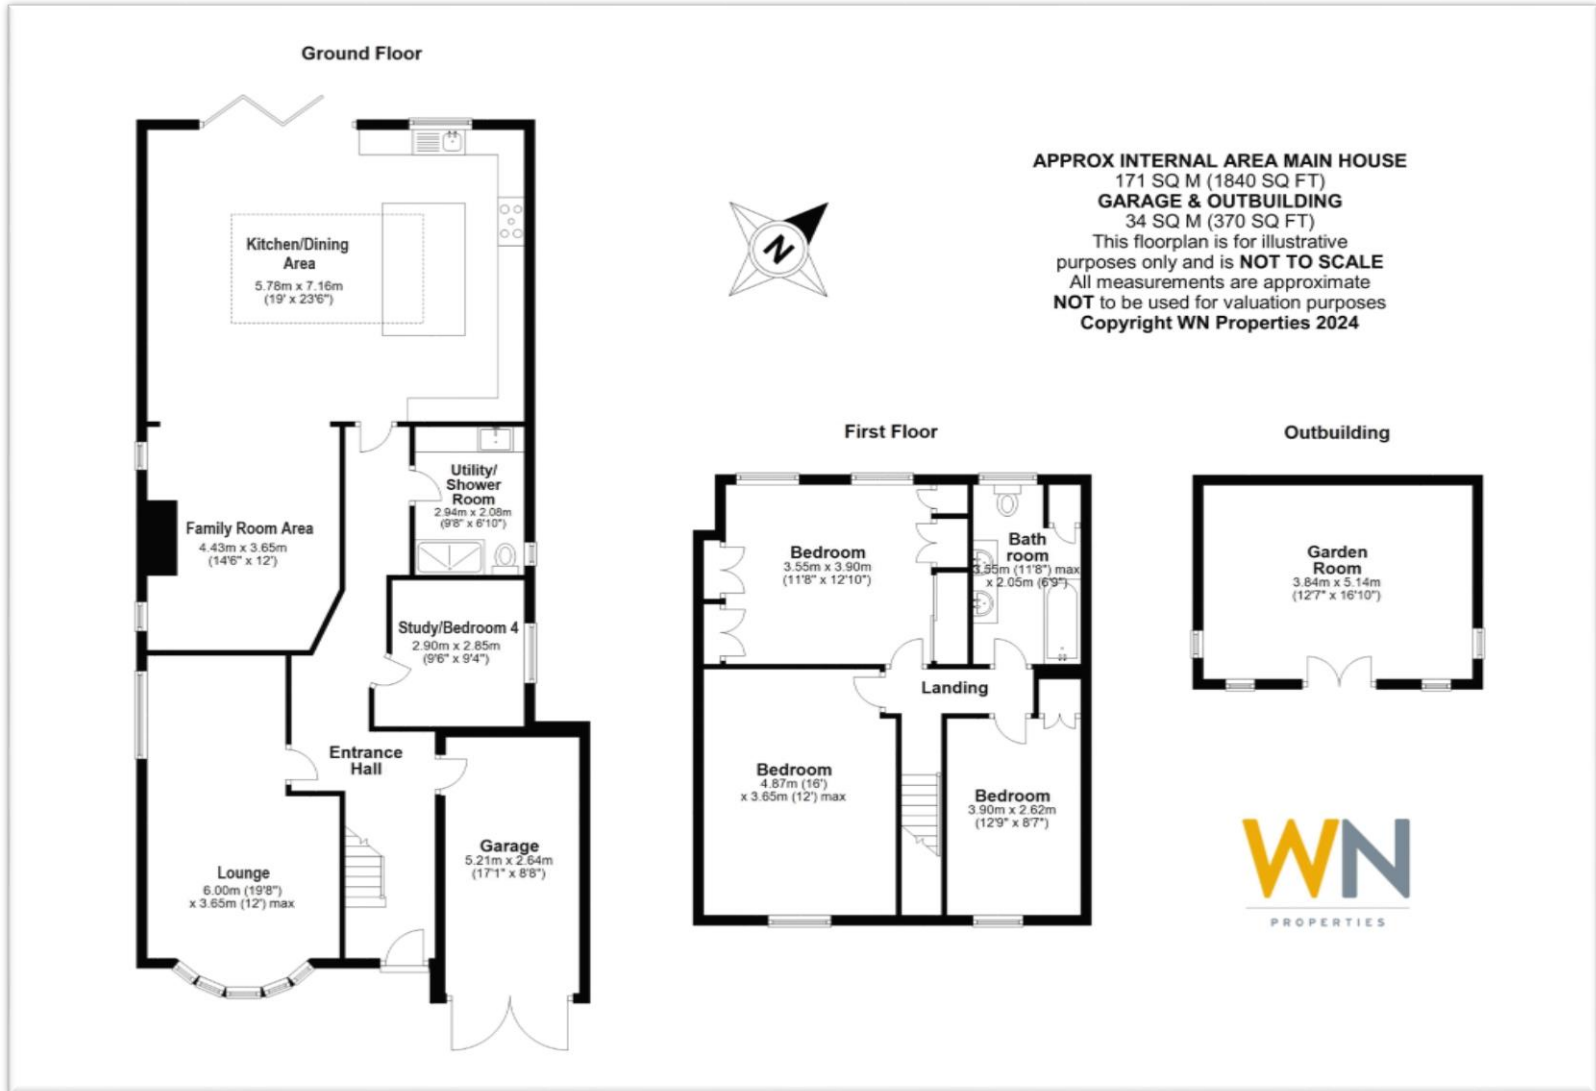 Ground Floor
Kitchen/Dining
Area
5.78m x 7.16m
(19' x 23'6")
Utility/
Shower
Room
2.94m x 2.08m
(9'8" x 6'10")
Family Room Area
4.43m x 3.65m
(14'6" x 12')
Study/Bedroom 4
2.90m x 2.85m
(9'6" x 9'4")
Entrance
Hall
Lounge
6.00m (19'8")
x 3.65m (12') max
Garage
5.21m x 2.64m
(17'1" x 8'8")
N
APPROX INTERNAL AREA MAIN HOUSE
171 SQ M (1840 SQ FT)
GARAGE & OUTBUILDING
34 SQ M (370 SQ FT)
This floorplan is for illustrative
purposes only and is NOT TO SCALE
All measurements are approximate
NOT to be used for valuation purposes
Copyright WN Properties 2024
First Floor
Bedroom
3.55m x 3.90m
(11'8" x 12'10")
Bath
room
3.55m (11'8") max
x 2.05m (6'9")
Landing
Bedroom
4.87m (16')
x 3.65m (12') max
Bedroom
3.90m x 2.62m
(12'9" x 8'7")
Outbuilding
Garden
Room
3.84m x 5.14m
(12'7" x 16'10")
WN
PROPERTIES